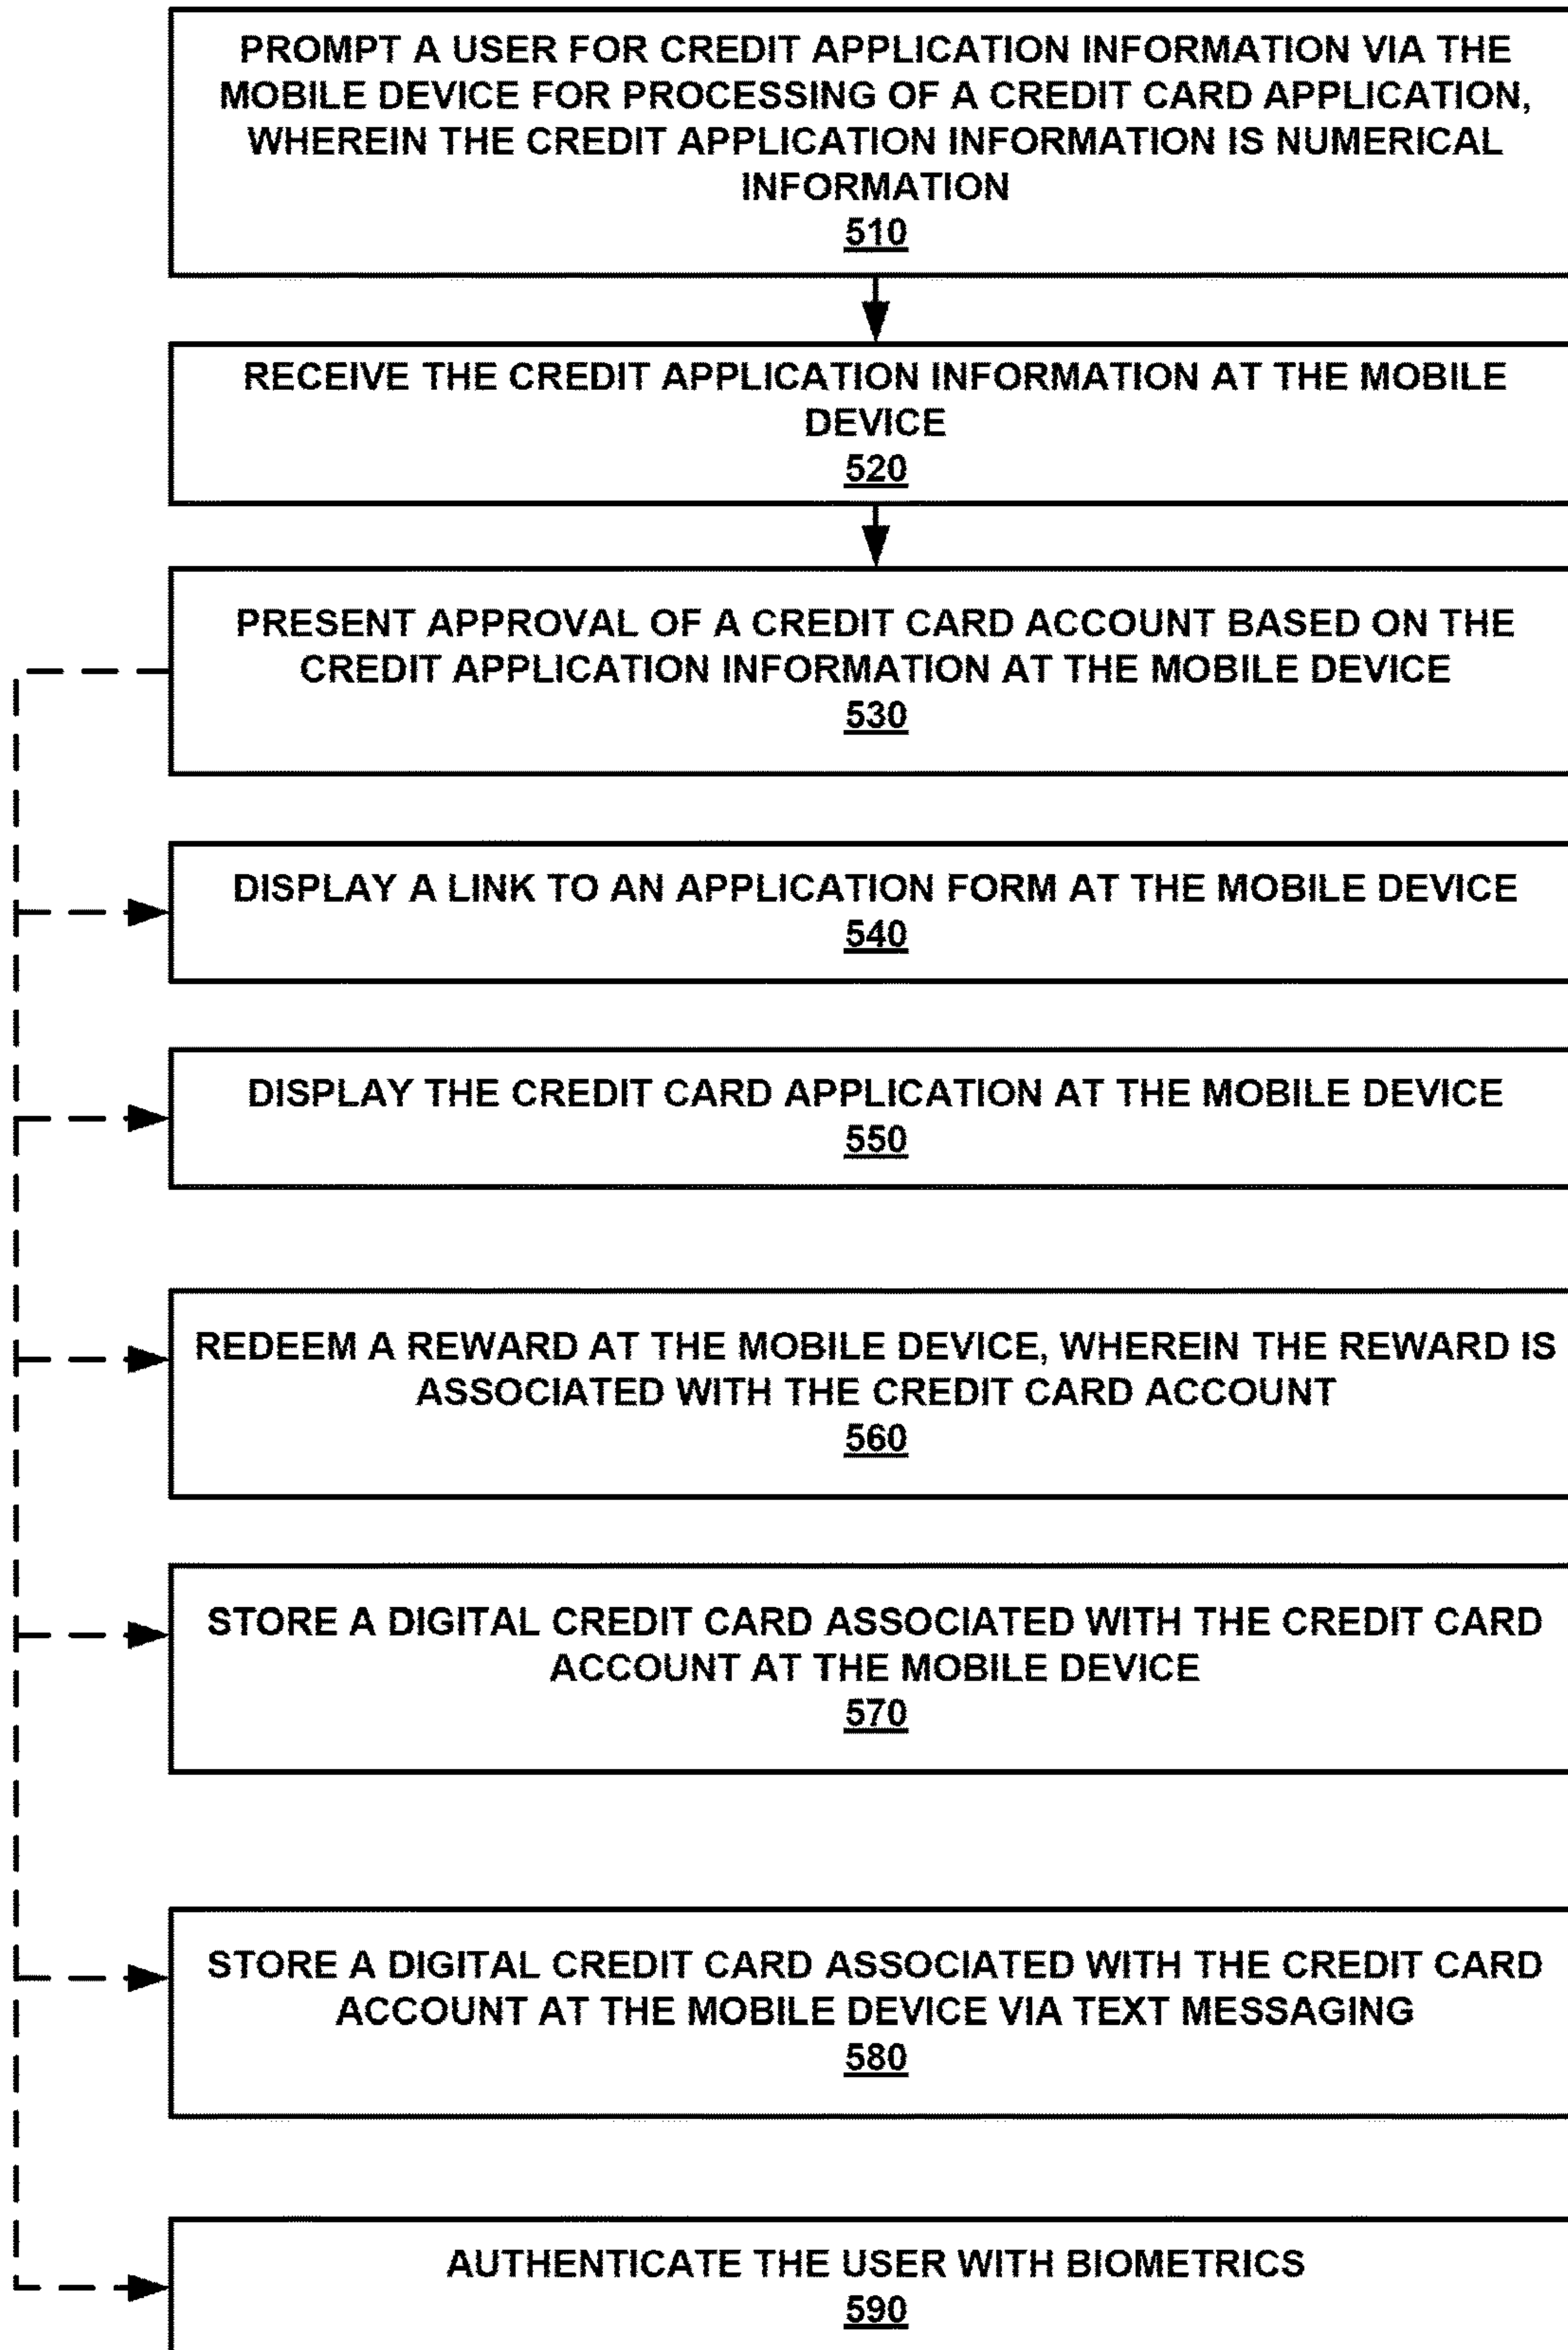 PROMPT A USER FOR CREDIT APPLICATION INFORMATION VIA THE
MOBILE DEVICE FOR PROCESSING OF A CREDIT CARD APPLICATION,
WHEREIN THE CREDIT APPLICATION INFORMATION IS NUMERICAL
INFORMATION
510
RECEIVE THE CREDIT APPLICATION INFORMATION AT THE MOBILE
DEVICE
520
PRESENT APPROVAL OF A CREDIT CARD ACCOUNT BASED ON THE
CREDIT APPLICATION INFORMATION AT THE MOBILE DEVICE
530
DISPLAY A LINK TO AN APPLICATION FORM AT THE MOBILE DEVICE
540
DISPLAY THE CREDIT CARD APPLICATION AT THE MOBILE DEVICE
550
REDEEM A REWARD AT THE MOBILE DEVICE, WHEREIN THE REWARD IS
ASSOCIATED WITH THE CREDIT CARD ACCOUNT
560
STORE A DIGITAL CREDIT CARD ASSOCIATED WITH THE CREDIT CARD
ACCOUNT AT THE MOBILE DEVICE
570
STORE A DIGITAL CREDIT CARD ASSOCIATED WITH THE CREDIT CARD
ACCOUNT AT THE MOBILE DEVICE VIA TEXT MESSAGING
580
AUTHENTICATE THE USER WITH BIOMETRICS
590